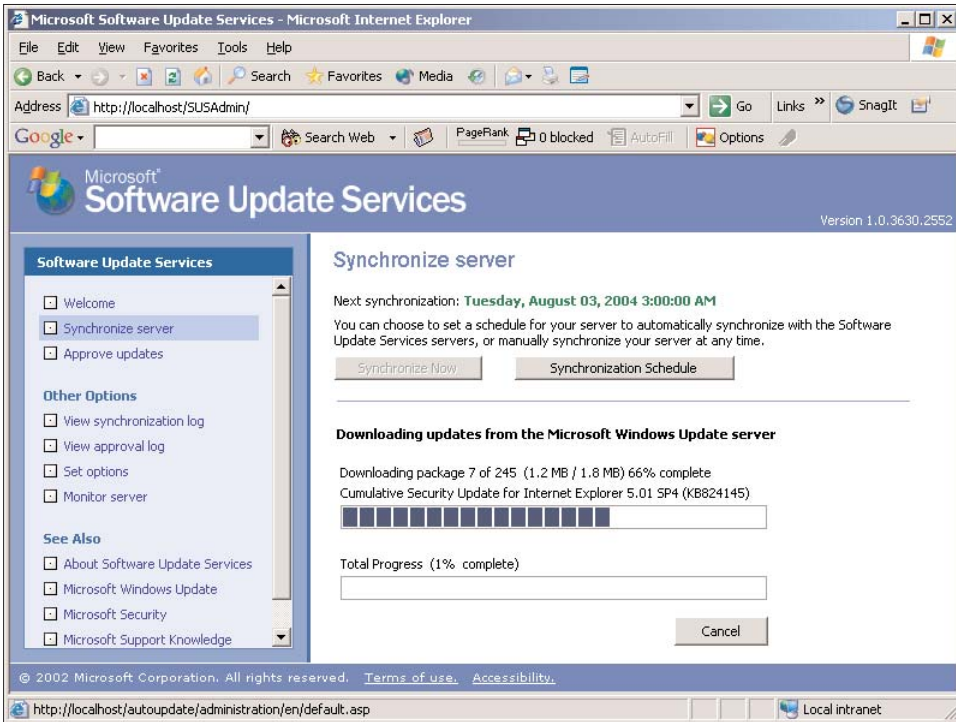 Microsoft Software Update Services - Microsoft Internet Explorer
File Edit View Favorites Tools Help
Back Search Favorites Media
Address http://localhost/SUSAdmin/ Go Links » SnagIt
Google Search Web PageRank 0 blocked AutoFill Options
Microsoft®
Software Update Services
Version 1.0.3630.2552
Software Update Services
Welcome
Synchronize server
Approve updates
Other Options
View synchronization log
View approval log
Set options
Monitor server
See Also
About Software Update Services
Microsoft Windows Update
Microsoft Security
Microsoft Support Knowledge
Synchronize server
Next synchronization: Tuesday, August 03, 2004 3:00:00 AM
You can choose to set a schedule for your server to automatically synchronize with the Software
Update Services servers, or manually synchronize your server at any time.
Synchronize Now Synchronization Schedule
Downloading updates from the Microsoft Windows Update server
Downloading package 7 of 245 (1.2 MB / 1.8 MB) 66% complete
Cumulative Security Update for Internet Explorer 5.01 SP4 (KB824145)
Total Progress (1% complete)
Cancel
© 2002 Microsoft Corporation. All rights reserved. Terms of use. Accessibility.
http://localhost/autoupdate/administration/en/default.asp Local intranet